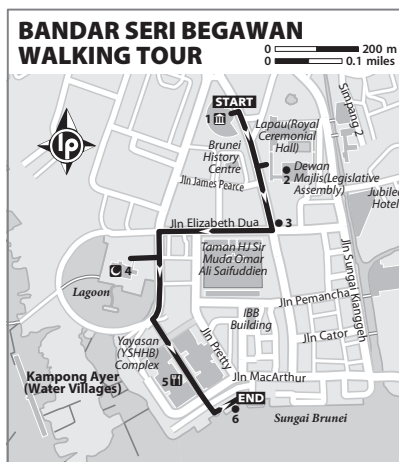 BANDAR SERI BEGAWAN
WALKING TOUR
0 200 m
0 0.1 miles
START
1
Lapau(Royal
Ceremonial
Hall)
Simpang 2
Brunei
History
Centre
Dewan
Majlis(Legislative
Assembly)
2
Jln James Pearce
Jubilee
Hotel
Jln Elizabeth Dua
3
Taman HJ Sir
Muda Omar
Ali Saifuddien
Jln Sungai Kianggeh
4
Lagoon
Jln Pemancha
IBB
Building
Jln Cator
Jln Pretty
Yayasan
(YSHHB)
Complex
Kampong Ayer
(Water Villages)
5
Jln MacArthur
END
6
Sungai Brunei
lp